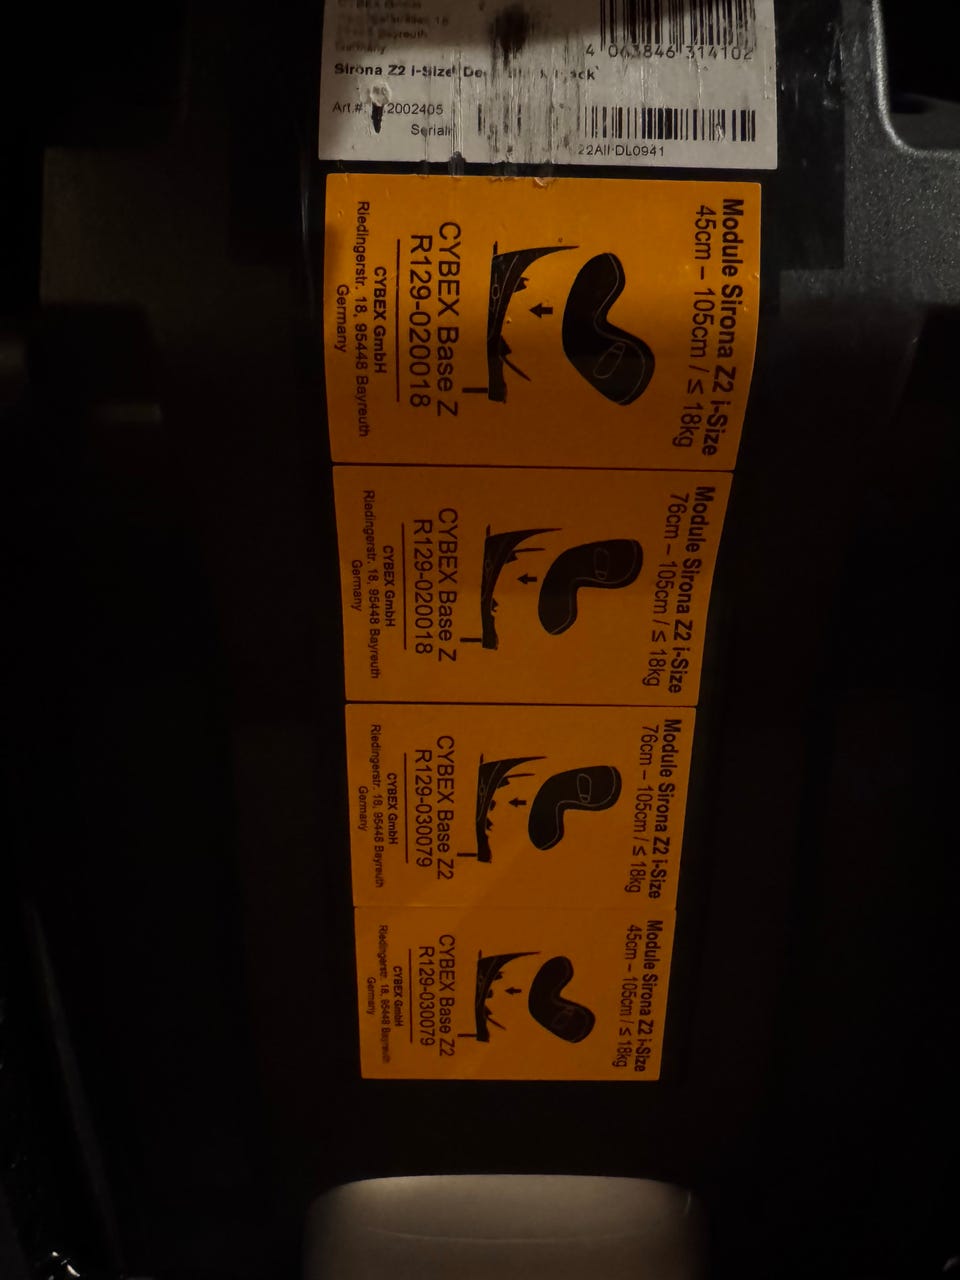 CYBEX GmbH
Germany
4 063846 314102
Sirona Z2 i-Size
Art.#:
2002405
22AII-DL0941
Module Sirona Z2 i-Size
45cm – 105cm / ≤ 18kg
CYBEX Base Z
R129-020018
CYBEX GmbH
Riedingerstr. 18, 95448 Bayreuth
Germany
Module Sirona Z2 i-Size
76cm – 105cm / ≤ 18kg
CYBEX Base Z
R129-020018
CYBEX GmbH
Riedingerstr. 18, 95448 Bayreuth
Germany
Module Sirona Z2 i-Size
76cm – 105cm / ≤ 18kg
CYBEX Base Z2
R129-030079
CYBEX GmbH
Riedingerstr. 18, 95448 Bayreuth
Germany
Module Sirona Z2 i-Size
45cm – 105cm / ≤ 18kg
CYBEX Base Z2
R129-030079
CYBEX GmbH
Riedingerstr. 18, 95448 Bayreuth
Germany